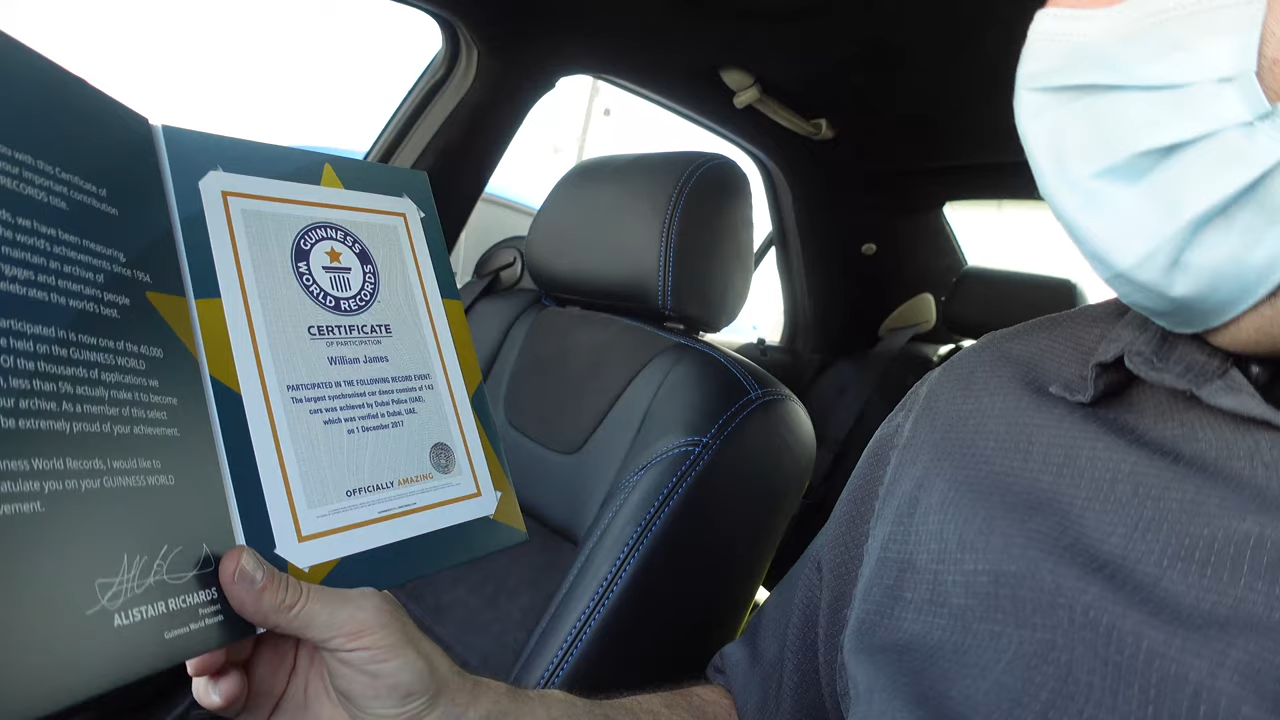 ou with this Certificate of
your important contribution
RECORDS title.
ds, we have been measuring,
he world's achievements since 1954.
maintain an archive of
ngages and entertains people
elebrates the world's best.
articipated in is now one of the 40,000
e held on the GUINNESS WORLD
Of the thousands of applications we
, less than 5% actually make it to become
our archive. As a member of this select
be extremely proud of your achievement.
nness World Records, I would like to
atulate you on your GUINNESS WORLD
vement.
ALISTAIR RICHARDS
President
Guinness World Records
GUINNESS
WORLD RECORDS
CERTIFICATE
OF PARTICIPATION
William James
PARTICIPATED IN THE FOLLOWING RECORD EVENT:
The largest synchronised car dance consists of 143
cars was achieved by Dubai Police (UAE),
which was verified in Dubai, UAE,
on 1 December 2017
OFFICIALLY AMAZING